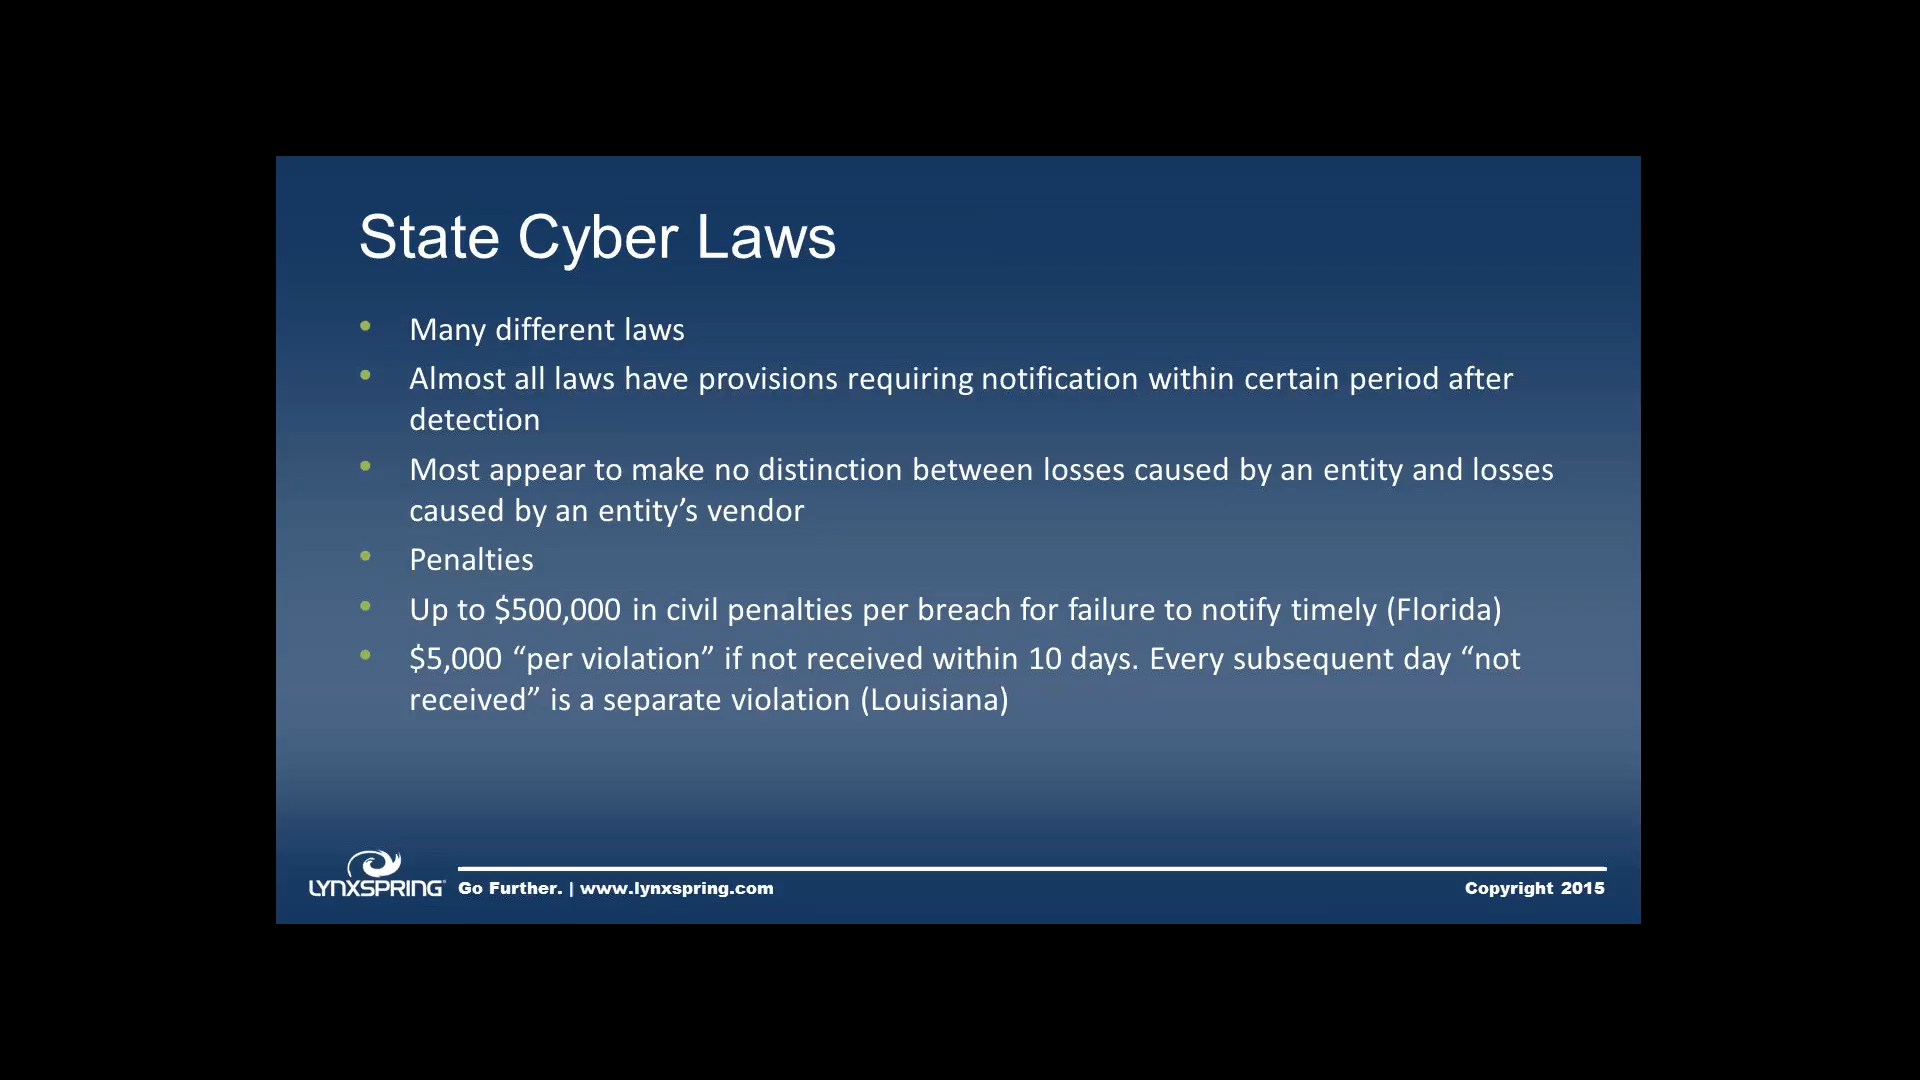 State Cyber Laws
• Many different laws
• Almost all laws have provisions requiring notification within certain period after
detection
• Most appear to make no distinction between losses caused by an entity and losses
caused by an entity’s vendor
• Penalties
• Up to $500,000 in civil penalties per breach for failure to notify timely (Florida)
• $5,000 “per violation” if not received within 10 days. Every subsequent day “not
received” is a separate violation (Louisiana)
LYNXSPRING Go Further. | www.lynxspring.com Copyright 2015